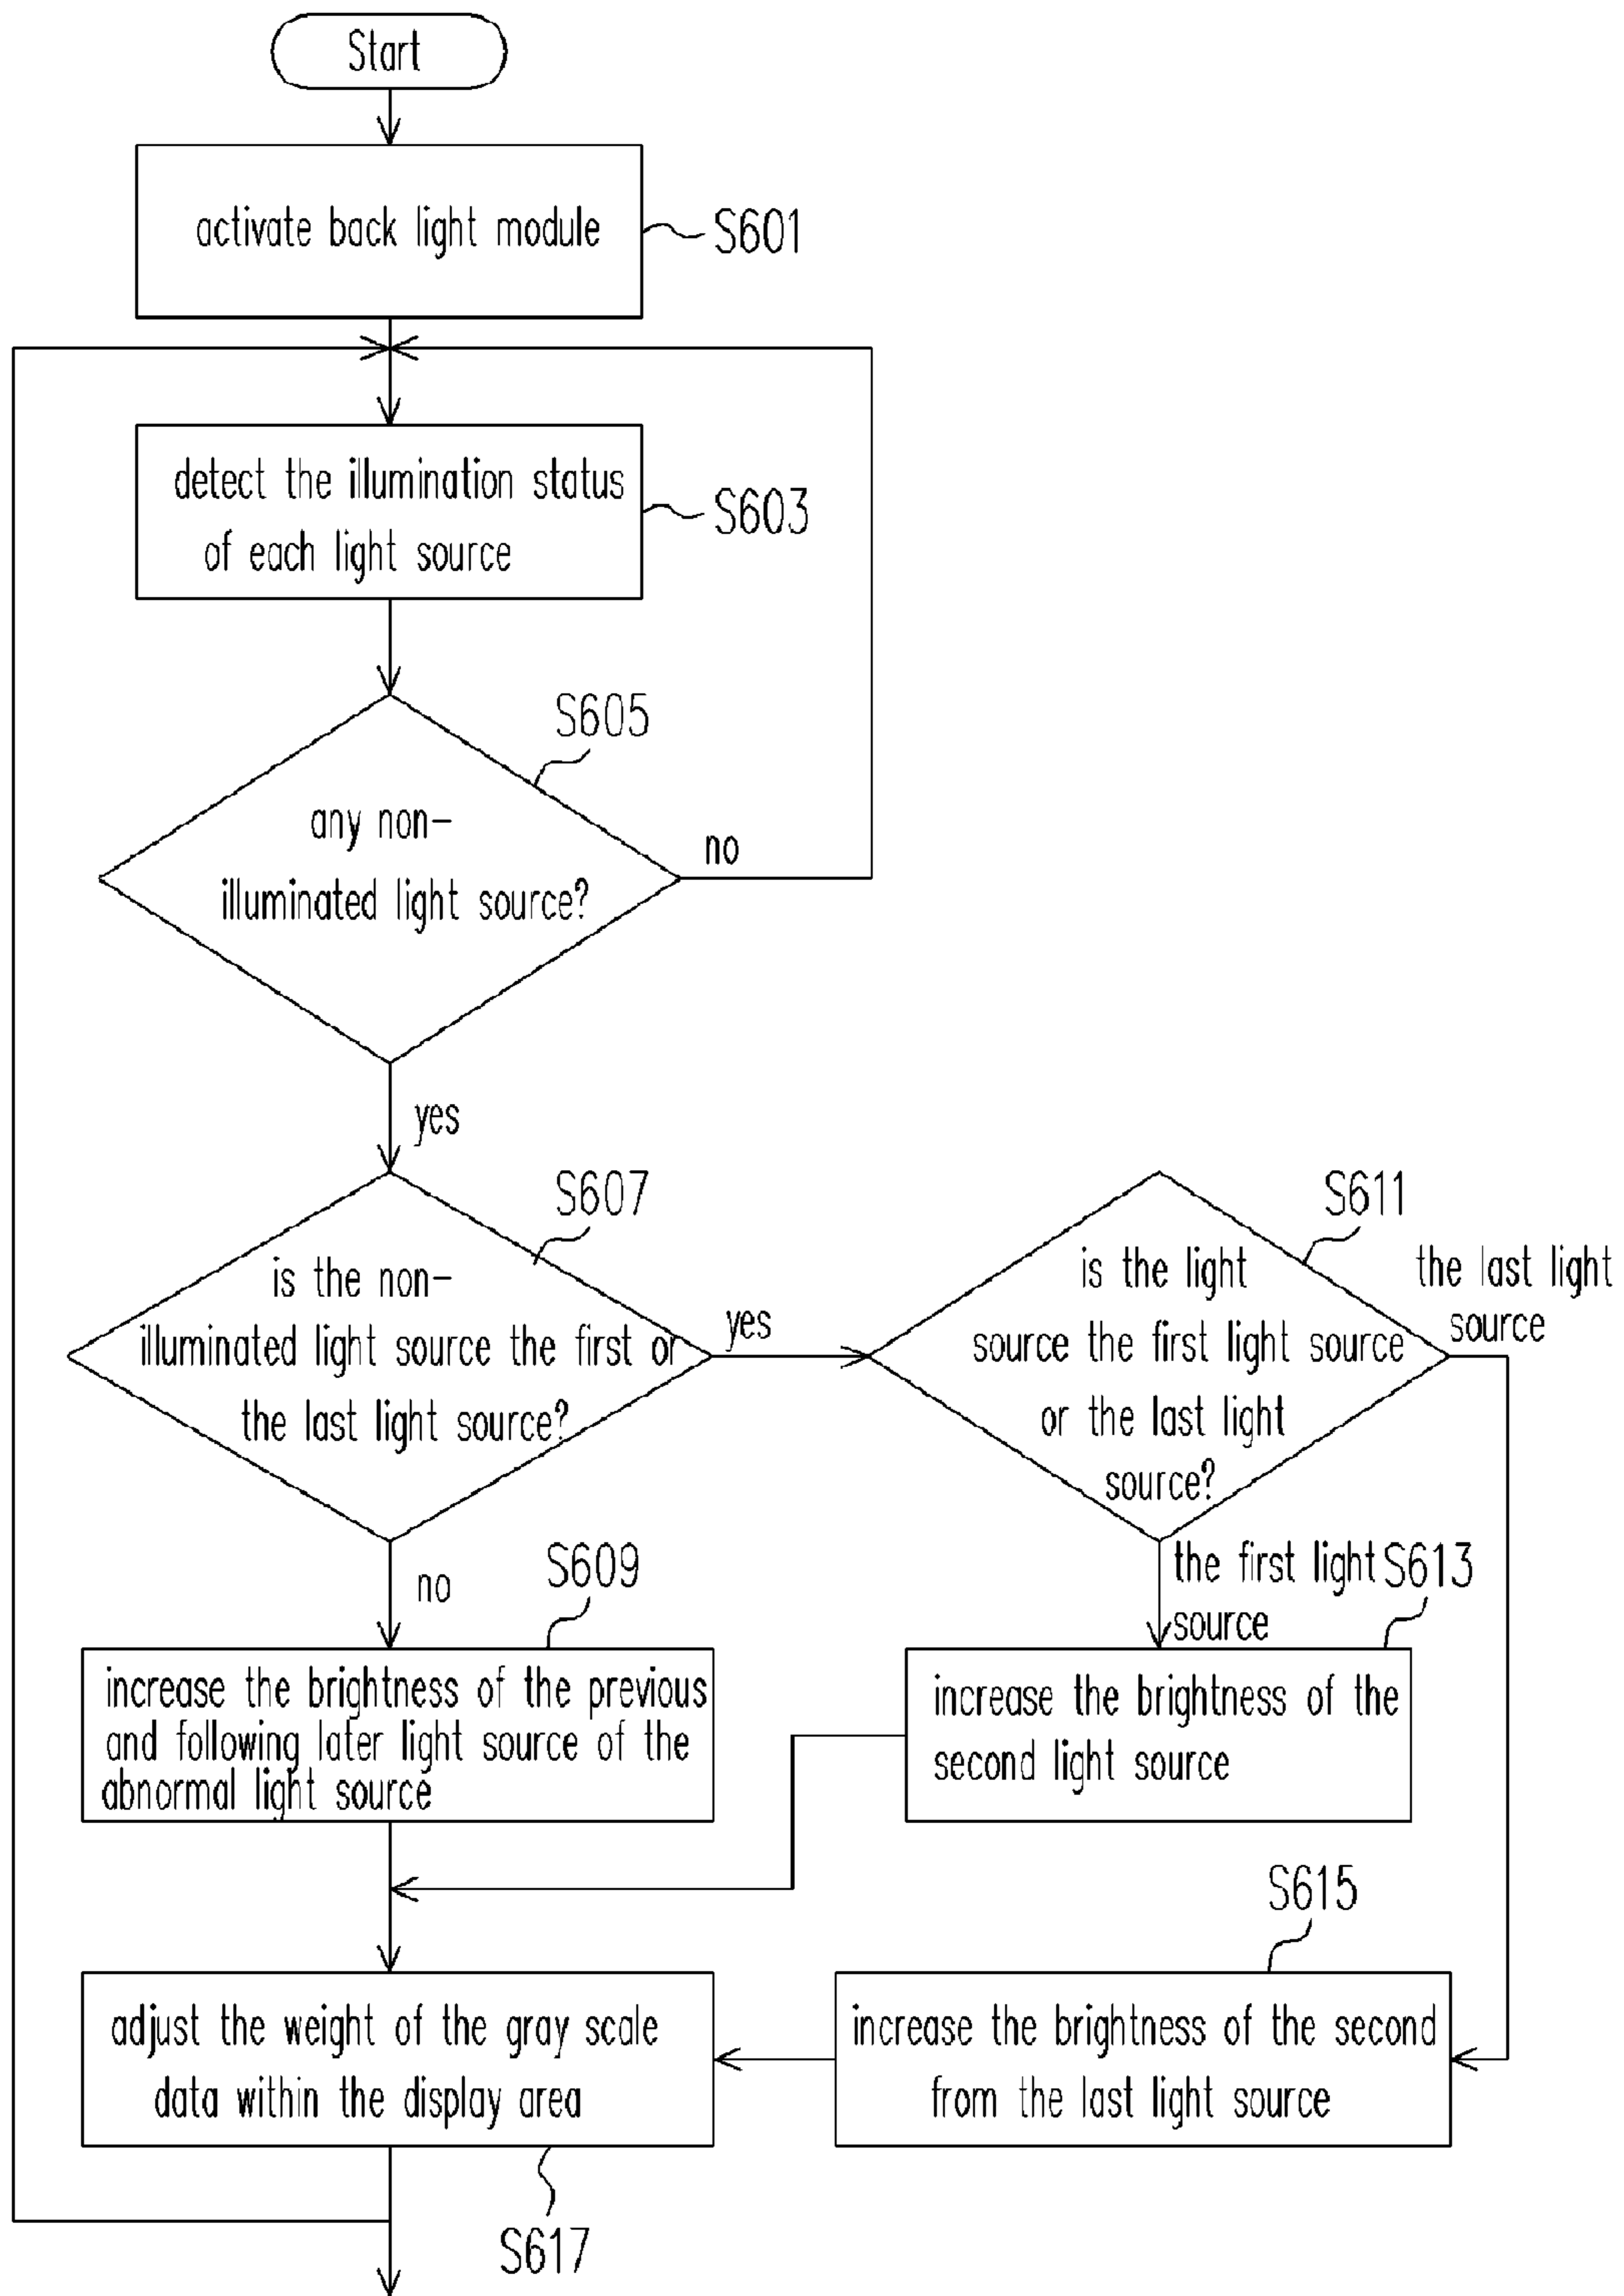 Start
activate back light module
S601
detect the illumination status
of each light source
S603
S605
any non-
illuminated light source?
no
yes
S607
is the non-
illuminated light source the first or
the last light source?
yes
S611
is the light
source the first light source
or the last light
source?
the last light
source
no
S609
the first light
source
S613
increase the brightness of the previous
and following later light source of the
abnormal light source
increase the brightness of the
second light source
S615
adjust the weight of the gray scale
data within the display area
increase the brightness of the second
from the last light source
S617